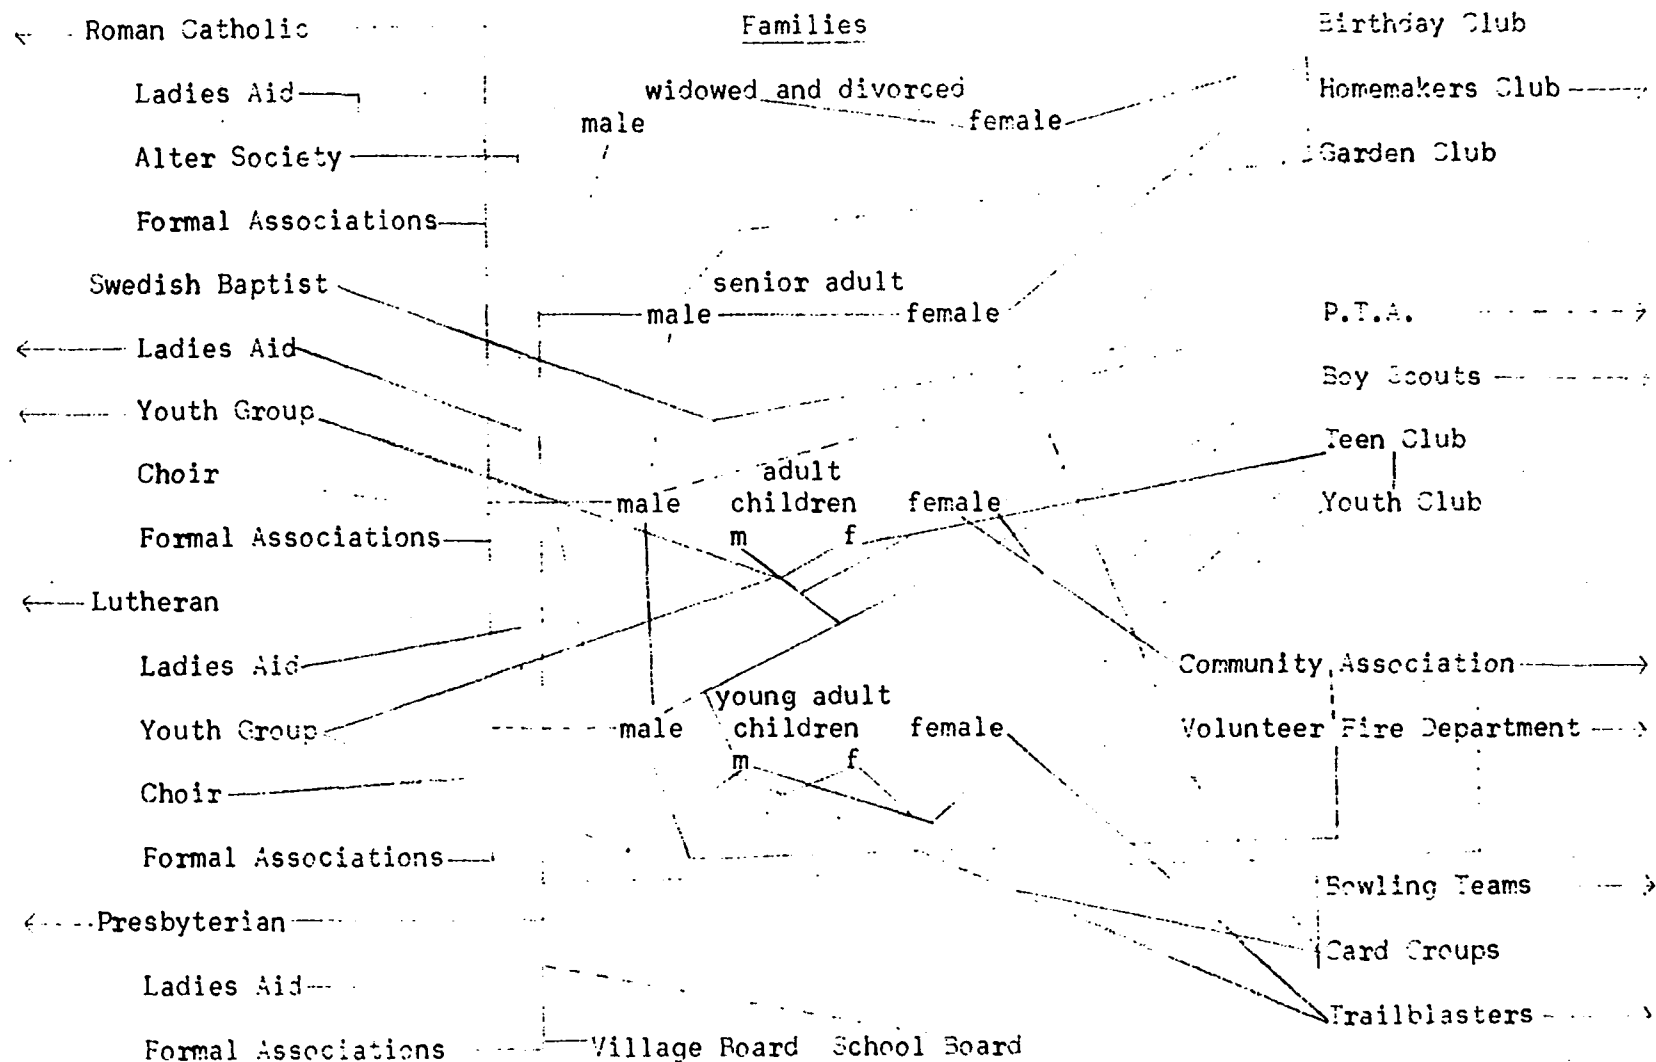 Roman Catholic
Ladies Aid
Alter Society
Formal Associations
Swedish Baptist
Ladies Aid
Youth Group
Choir
Formal Associations
Lutheran
Ladies Aid
Youth Group
Choir
Formal Associations
Presbyterian
Ladies Aid
Formal Associations
Families
widowed and divorced
male female
senior adult
male female
adult
male children female
m f
young adult
male children female
m f
Village Board School Board
Birthday Club
Homemakers Club
Garden Club
P.T.A.
Boy Scouts
Teen Club
Youth Club
Community Association
Volunteer Fire Department
Bowling Teams
Card Groups
Trailblasters